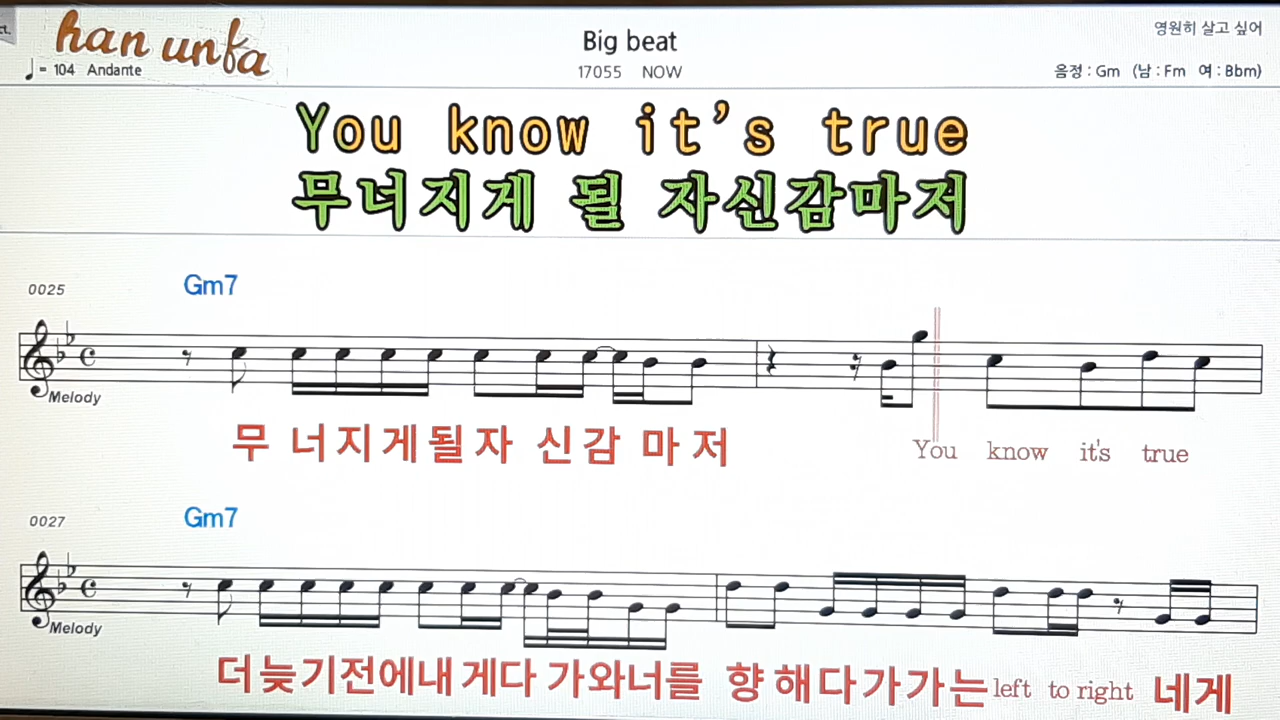 ct.
han unfa
Big beat
영원히 살고 싶어
♩= 104 Andante
17055 NOW
음정 : Gm (남 : Fm 여 : Bbm)
You know it's true
무너지게 될 자신감마저
Gm7
0025
Melody
무 너지게될자 신감 마 저 You know it's true
Gm7
0027
Melody
더늦기전에내게다 가와너를 향해다가가는 left to right 네게